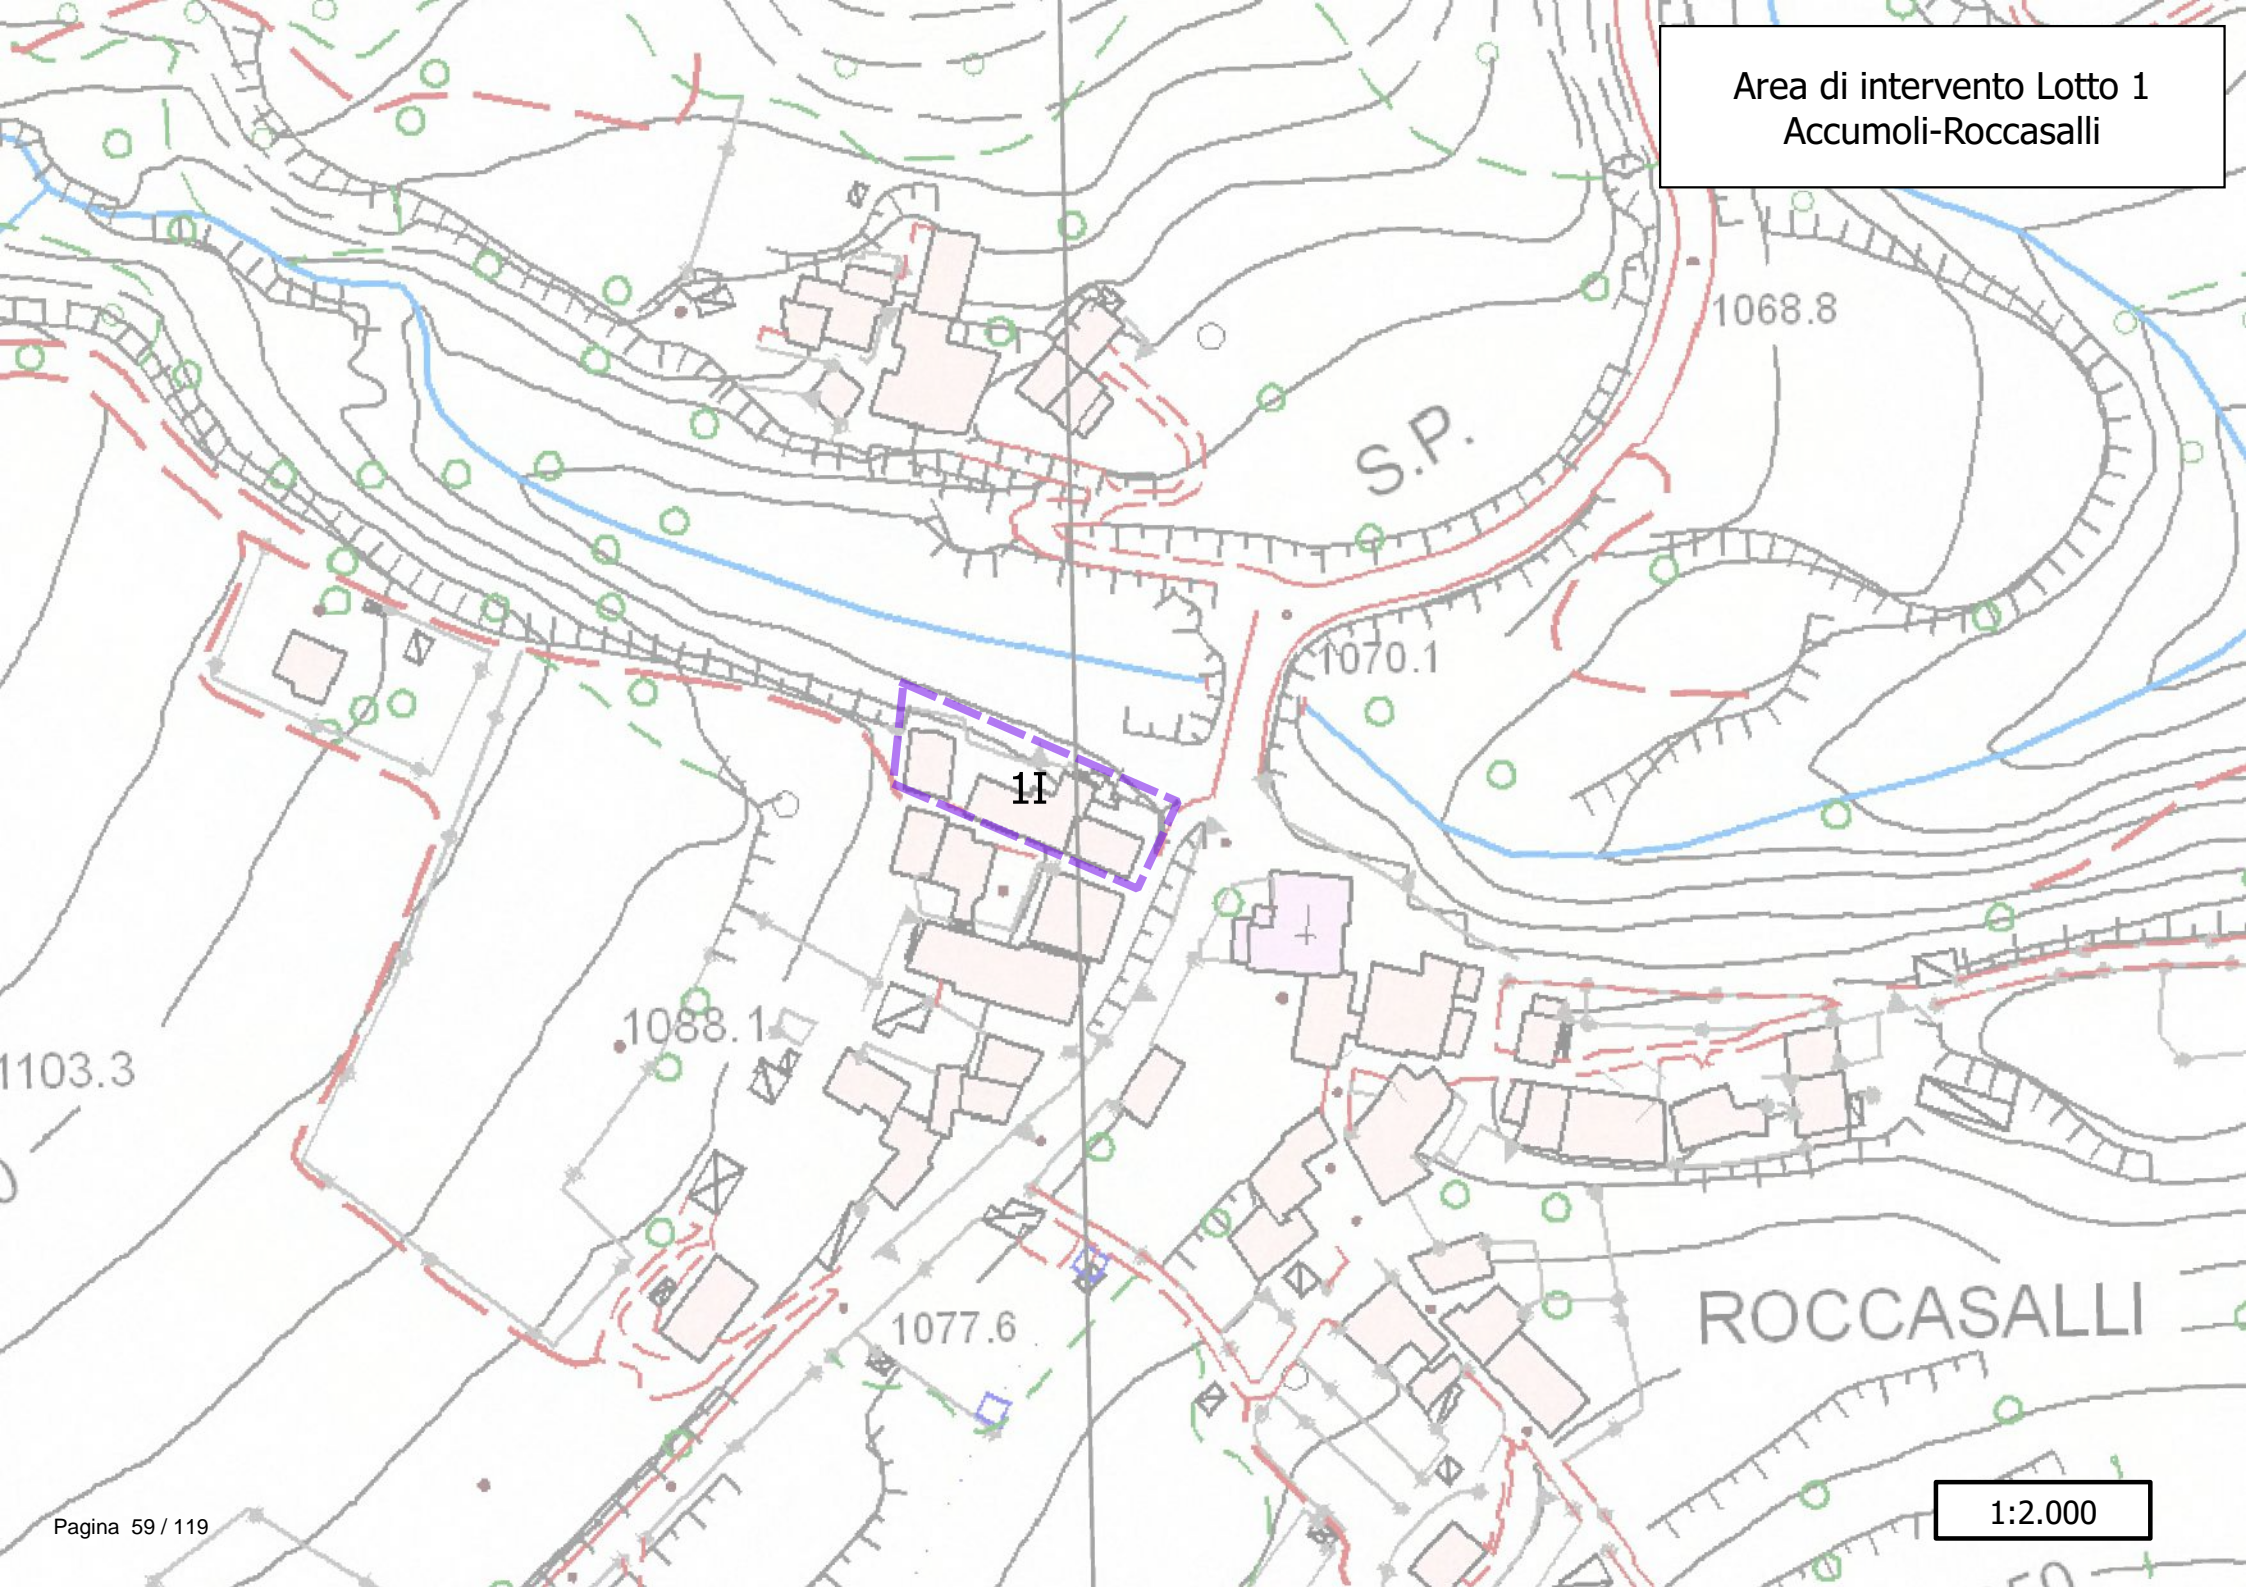 Area di intervento Lotto 1
Accumoli-Roccasalli
1068.8
S.P.
1070.1
1I
1088.1
1103.3
1077.6
ROCCASALLI
1:2.000
Pagina 59 / 119